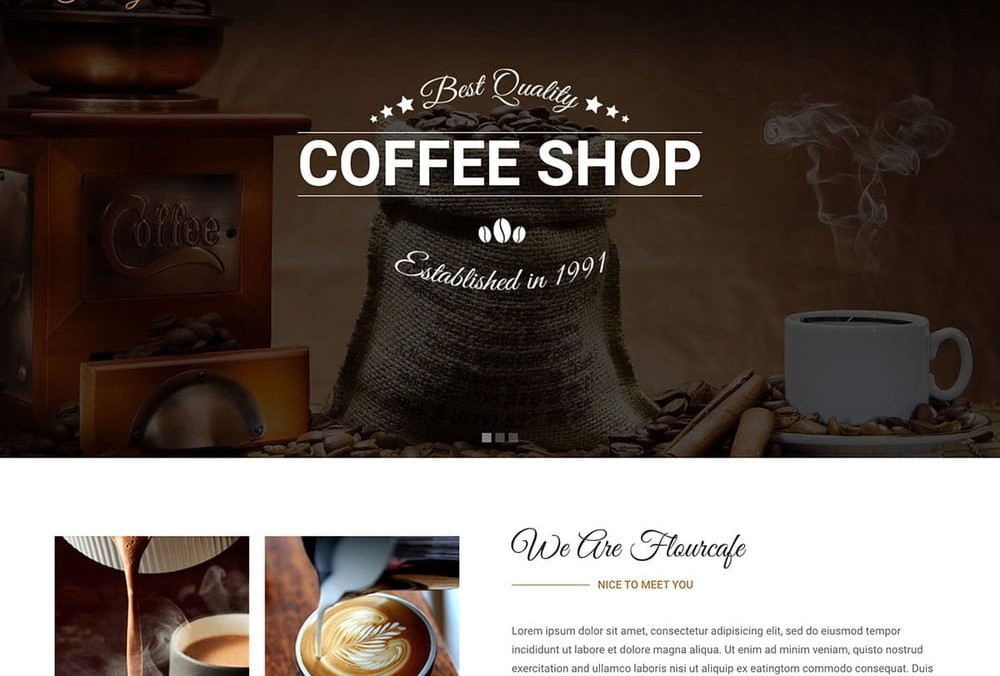 Best Quality
COFFEE SHOP
Established in 1991
Coffee
We Are Flourcafe
NICE TO MEET YOU
Lorem ipsum dolor sit amet, consectetur adipisicing elit, sed do eiusmod tempor
incididunt ut labore et dolore magna aliqua. Ut enim ad minim veniam, quisto nostrud
exercitation and ullamco laboris nisi ut aliquip ex eatingtom commodo consequat. Duis